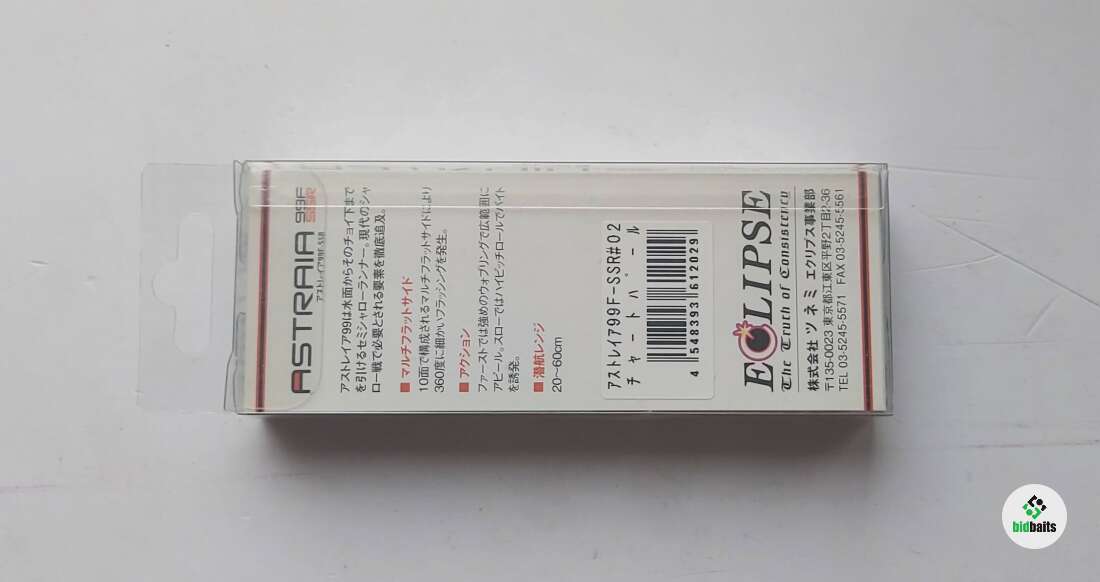 ASTRAIA 99F
SSR
アストレイア99F-SSR
アストレイア99は水面からそのチョイ下まで
を引けるセミシャローランナー。現代のシャ
ロー戦で必要とされる要素を徹底追及。
■ マルチフラットサイド
10面で構成されるマルチフラットサイドにより
360度に細かいフラッシングを発生。
■ アクション
ファーストでは強めのウォブリングで広範囲に
アピール。スローではハイピッチロールでバイト
を誘発。
■ 潜航レンジ
20~60cm
アストレイア99F-SSR#02
チャートバ゛ール
4 548393 612029
ECLIPSE
The Truth of Consistency
株式会社 ツネミ エクリプス事業部
〒135-0023 東京都江東区平野2丁目2-36
TEL 03-5245-5571 FAX 03-5245-5561
bidbaits